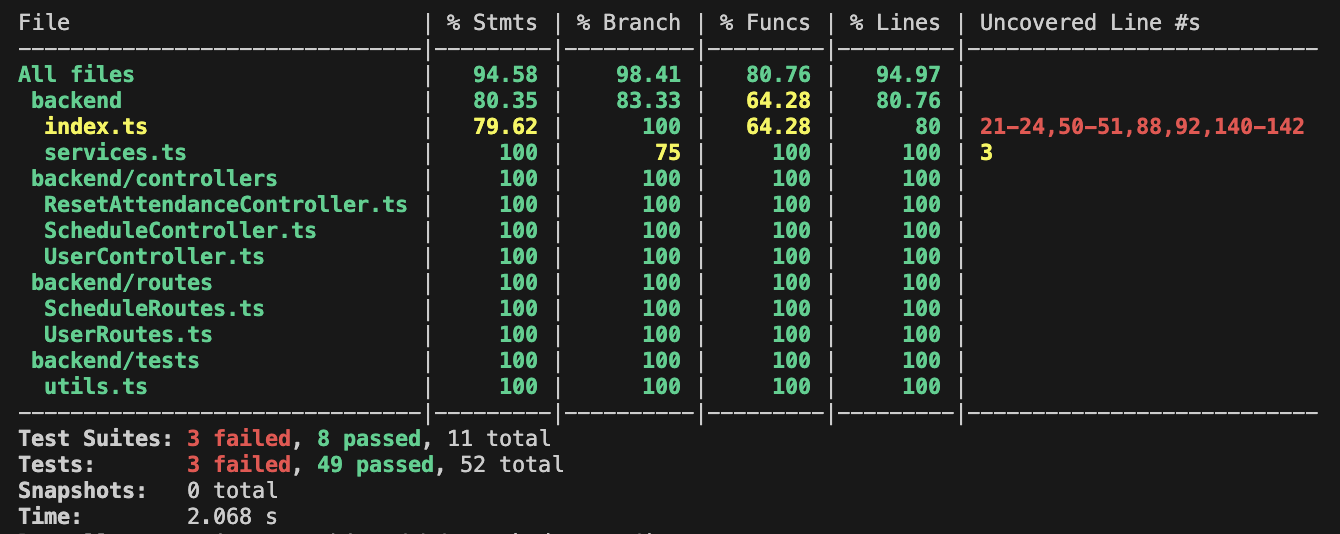 File | % Stmts | % Branch | % Funcs | % Lines | Uncovered Line #s
-------------------------------|---------|----------|---------|---------|---------------------------
All files | 94.58 | 98.41 | 80.76 | 94.97 |
backend | 80.35 | 83.33 | 64.28 | 80.76 |
index.ts | 79.62 | 100 | 64.28 | 80 | 21-24,50-51,88,92,140-142
services.ts | 100 | 75 | 100 | 100 | 3
backend/controllers | 100 | 100 | 100 | 100 |
ResetAttendanceController.ts | 100 | 100 | 100 | 100 |
ScheduleController.ts | 100 | 100 | 100 | 100 |
UserController.ts | 100 | 100 | 100 | 100 |
backend/routes | 100 | 100 | 100 | 100 |
ScheduleRoutes.ts | 100 | 100 | 100 | 100 |
UserRoutes.ts | 100 | 100 | 100 | 100 |
backend/tests | 100 | 100 | 100 | 100 |
utils.ts | 100 | 100 | 100 | 100 |
-------------------------------|---------|----------|---------|---------|---------------------------
Test Suites: 3 failed, 8 passed, 11 total
Tests: 3 failed, 49 passed, 52 total
Snapshots: 0 total
Time: 2.068 s